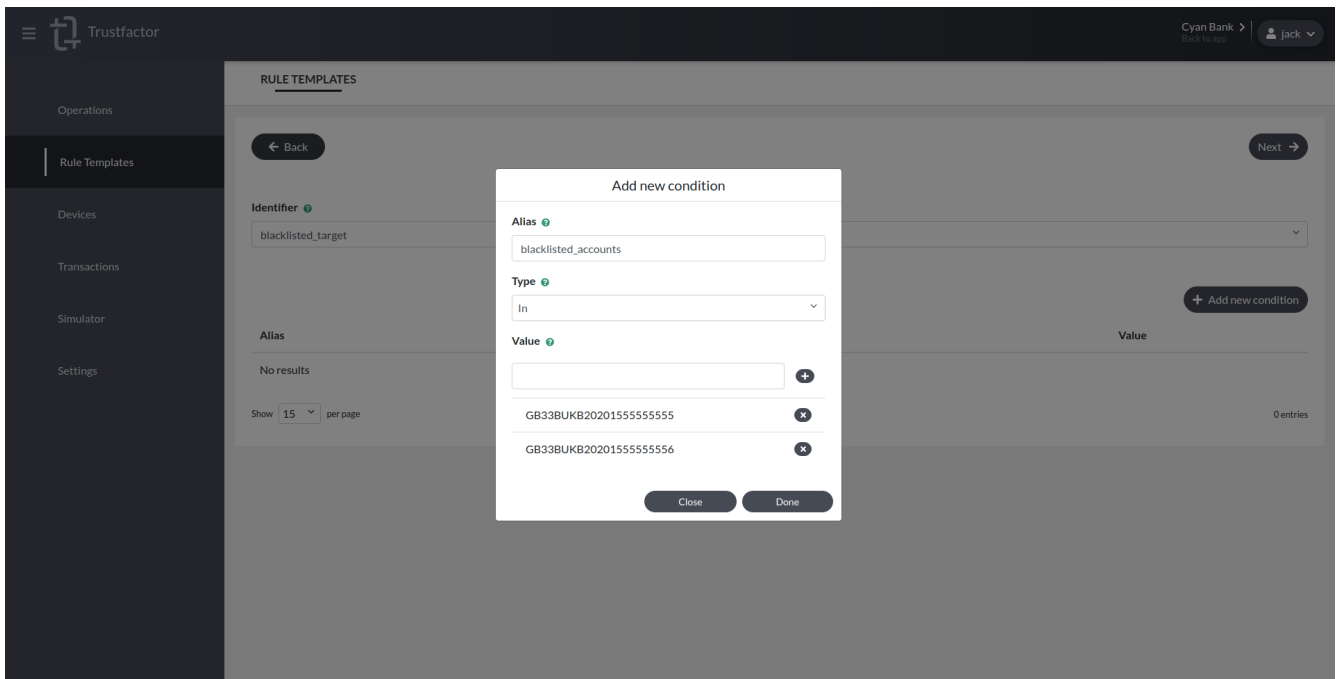 Trustfactor
Cyan Bank
Back to app
jack
RULE TEMPLATES
Operations
Rule Templates
Devices
Transactions
Simulator
Settings
Back
Next
Identifier
blacklisted_target
Add new condition
Alias
Value
No results
Show 15 per page
0 entries
Add new condition
Alias
blacklisted_accounts
Type
In
Value
GB33BUKB20201555555555
GB33BUKB20201555555556
Close
Done